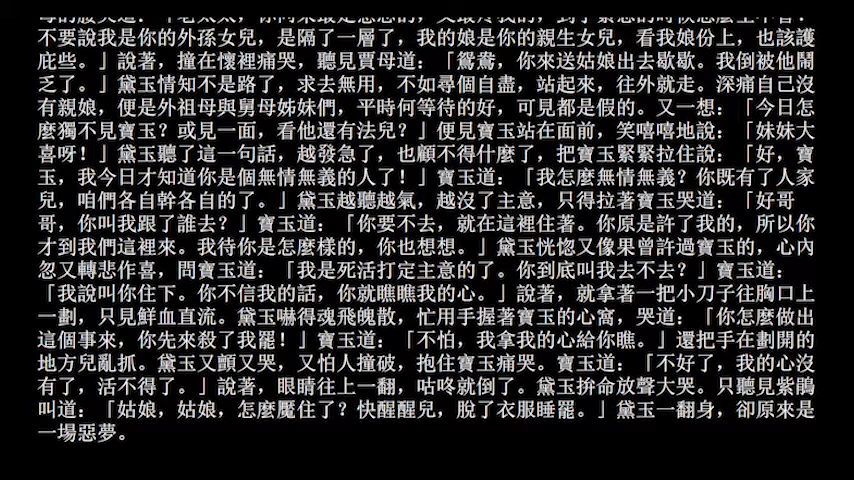 不要說我是你的外孫女兒，是隔了一層了，我的娘是你的親生女兒，看我娘份上，也該護
庇些。」說著，撞在懷裡痛哭，聽見賈母道：「鴛鴦，你來送姑娘出去歇歇。我倒被他鬧
乏了。」黛玉情知不是路了，求去無用，不如尋個自盡，站起來，往外就走。深痛自己沒
有親娘，便是外祖母與舅母姊妹們，平時何等待的好，可見都是假的。又一想：「今日怎
麼獨不見寶玉？或見一面，看他還有法兒？」便見寶玉站在面前，笑嘻嘻地說：「妹妹大
喜呀！」黛玉聽了這一句話，越發急了，也顧不得什麼了，把寶玉緊緊拉住說：「好，寶
玉，我今日才知道你是個無情無義的人了！」寶玉道：「我怎麼無情無義？你既有了人家
兒，咱們各自幹各自的了。」黛玉越聽越氣，越沒了主意，只得拉著寶玉哭道：「好哥
哥，你叫我跟了誰去？」寶玉道：「你要不去，就在這裡住著。你原是許了我的，所以你
才到我們這裡來。我待你是怎麼樣的，你也想想。」黛玉恍惚又像果曾許過寶玉的，心內
忽又轉悲作喜，問寶玉道：「我是死活打定主意的了。你到底叫我去不去？」寶玉道：
「我說叫你住下。你不信我的話，你就瞧瞧我的心。」說著，就拿著一把小刀子往胸口上
一劃，只見鮮血直流。黛玉嚇得魂飛魄散，忙用手握著寶玉的心窩，哭道：「你怎麼做出
這個事來，你先來殺了我罷！」寶玉道：「不怕，我拿我的心給你瞧。」還把手在劃開的
地方兒亂抓。黛玉又顫又哭，又怕人撞破，抱住寶玉痛哭。寶玉道：「不好了，我的心沒
有了，活不得了。」說著，眼睛往上一翻，咕咚就倒了。黛玉拚命放聲大哭。只聽見紫鵑
叫道：「姑娘，姑娘，怎麼魘住了？快醒醒兒，脫了衣服睡罷。」黛玉一翻身，卻原來是
一場惡夢。